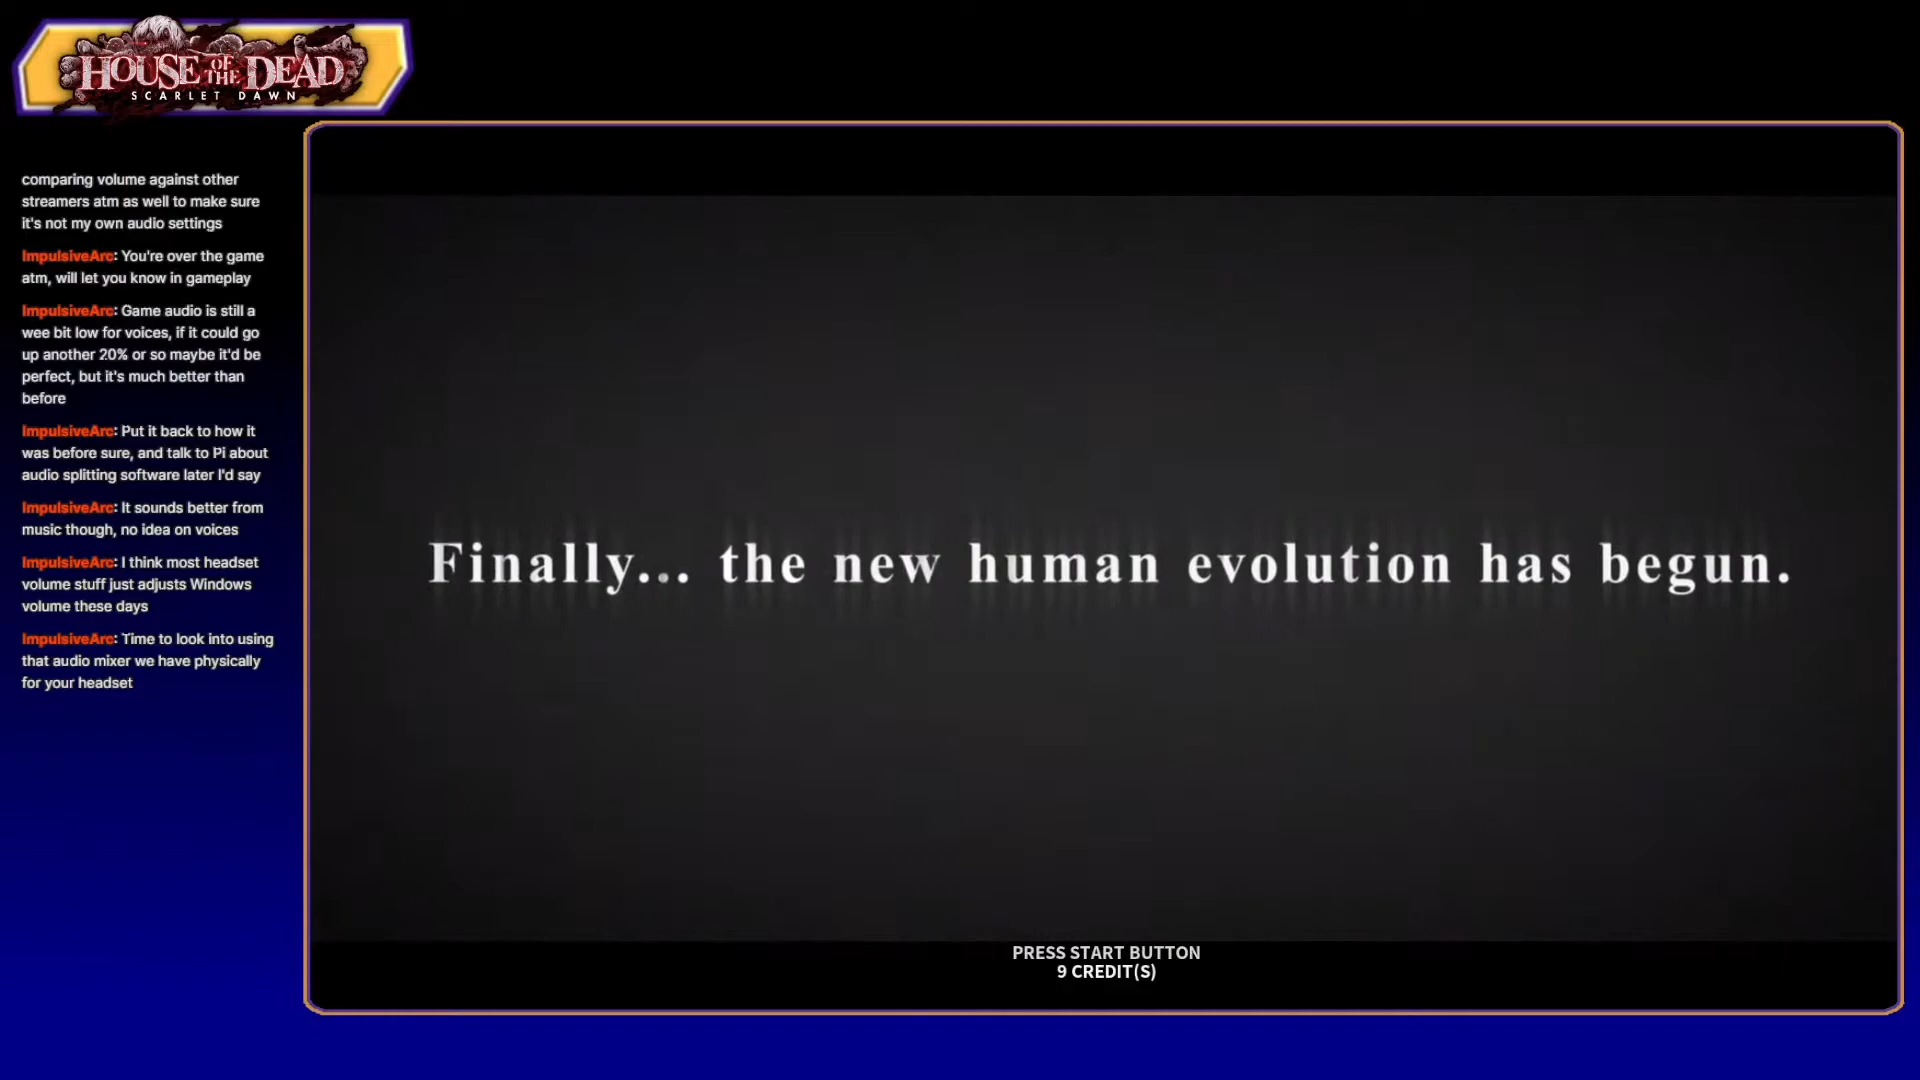 HOUSE OF THE DEAD
SCARLET DAWN
comparing volume against other
streamers atm as well to make sure
it's not my own audio settings
ImpulsiveArc: You're over the game
atm, will let you know in gameplay
ImpulsiveArc: Game audio is still a
wee bit low for voices, if it could go
up another 20% or so maybe it'd be
perfect, but it's much better than
before
ImpulsiveArc: Put it back to how it
was before sure, and talk to Pi about
audio splitting software later I'd say
ImpulsiveArc: It sounds better from
music though, no idea on voices
ImpulsiveArc: I think most headset
volume stuff just adjusts Windows
volume these days
ImpulsiveArc: Time to look into using
that audio mixer we have physically
for your headset
Finally... the new human evolution has begun.
PRESS START BUTTON
9 CREDIT(S)